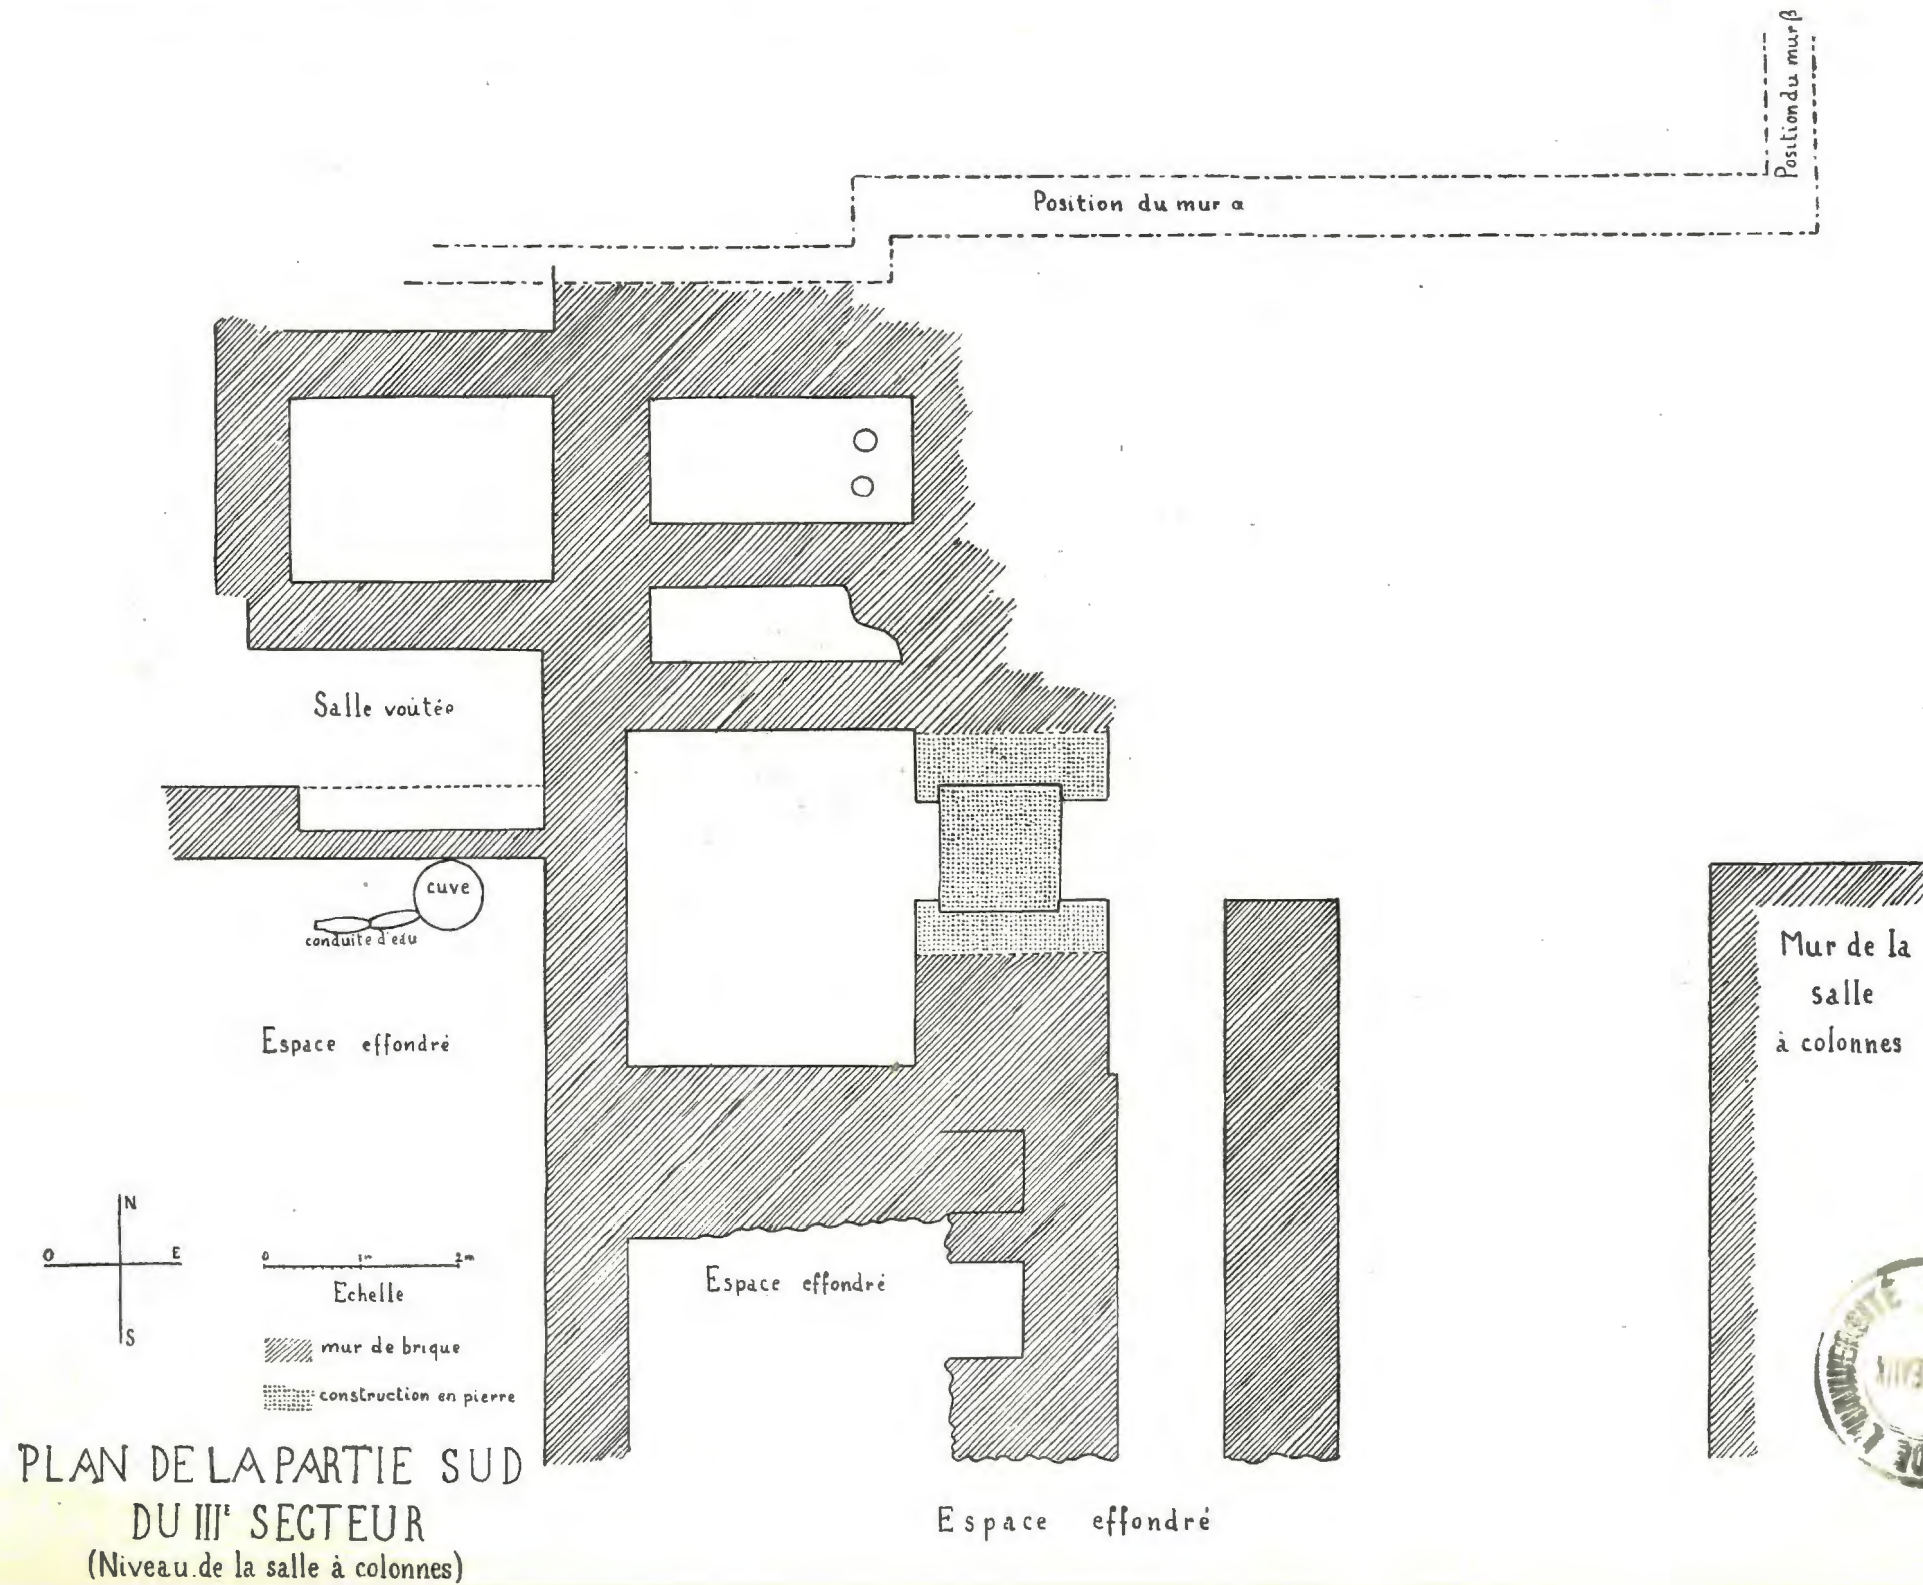 Position du mur β
Position du mur α
Salle voûtée
cuve
conduite d'eau
Mur de la
salle
à colonnes
Espace effondré
N
O
E
S
0
1m
2m
Echelle
Espace effondré
mur de brique
construction en pierre
PLAN DE LA PARTIE SUD
DU IIIᵉ SECTEUR
(Niveau de la salle à colonnes)
Espace effondré